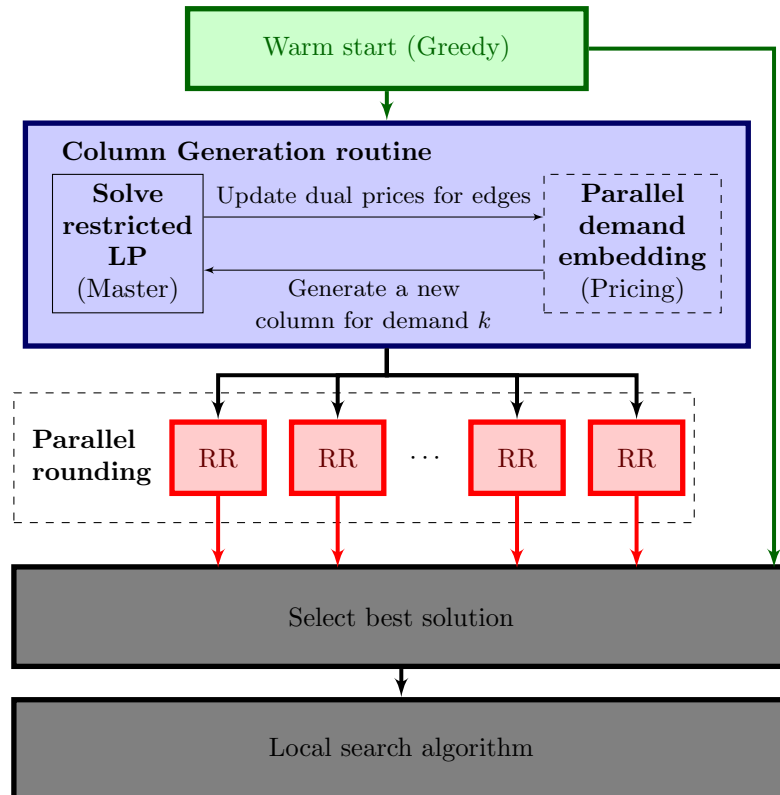 Warm start (Greedy)
Column Generation routine
Solve
restricted
LP
(Master)
Update dual prices for edges
Generate a new
column for demand k
Parallel
demand
embedding
(Pricing)
Parallel
rounding
RR
RR
...
RR
RR
Select best solution
Local search algorithm